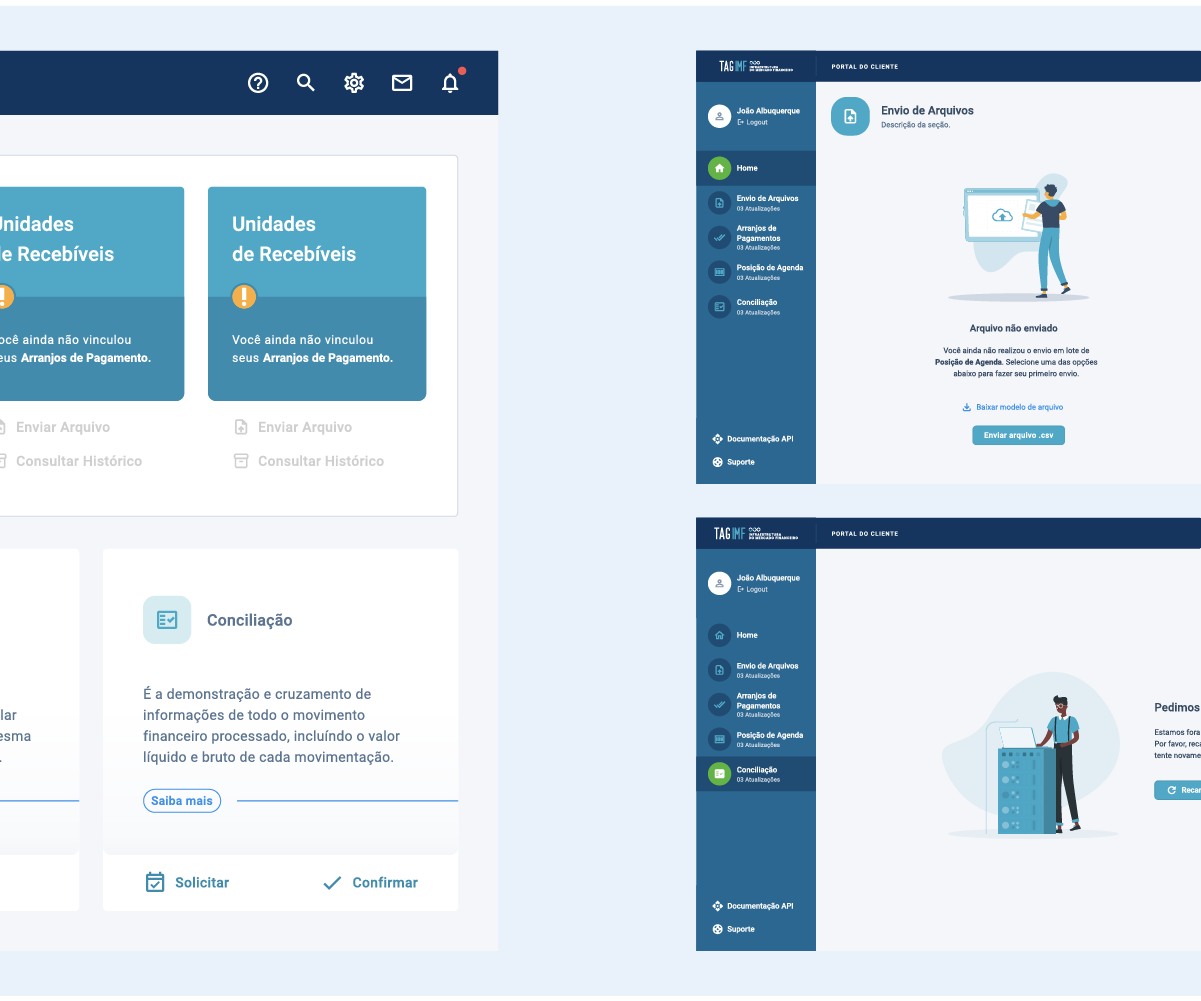 Unidades
de Recebíveis
ocê ainda não vinculou
eus Arranjos de Pagamento.
Enviar Arquivo
Consultar Histórico
Unidades
de Recebíveis
Você ainda não vinculou
seus Arranjos de Pagamento.
Enviar Arquivo
Consultar Histórico
lar
esma
.
Conciliação
É a demonstração e cruzamento de
informações de todo o movimento
financeiro processado, incluíndo o valor
líquido e bruto de cada movimentação.
Saiba mais
Solicitar
Confirmar
TAG IMF
INFRAESTRUTURA
DO MERCADO FINANCEIRO
PORTAL DO CLIENTE
João Albuquerque
Logout
Home
Envio de Arquivos
03 Atualizações
Arranjos de
Pagamentos
03 Atualizações
Posição de Agenda
03 Atualizações
Conciliação
03 Atualizações
Documentação API
Suporte
Envio de Arquivos
Descrição da seção.
Arquivo não enviado
Você ainda não realizou o envio em lote de
Posição de Agenda. Selecione uma das opções
abaixo para fazer seu primeiro envio.
Baixar modelo de arquivo
Enviar arquivo .csv
TAG IMF
INFRAESTRUTURA
DO MERCADO FINANCEIRO
PORTAL DO CLIENTE
João Albuquerque
Logout
Home
Envio de Arquivos
03 Atualizações
Arranjos de
Pagamentos
03 Atualizações
Posição de Agenda
03 Atualizações
Conciliação
03 Atualizações
Documentação API
Suporte
Pedimos
Estamos fora
Por favor, reca
tente novame
Recar